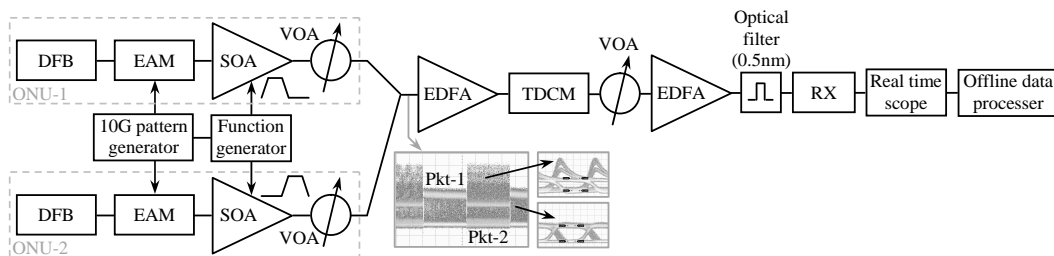 DFB
EAM
SOA
VOA
ONU-1
10G pattern
generator
Function
generator
DFB
EAM
SOA
VOA
ONU-2
EDFA
TDCM
VOA
EDFA
Optical
filter
(0.5nm)
RX
Real time
scope
Offline data
processer
Pkt-1
Pkt-2